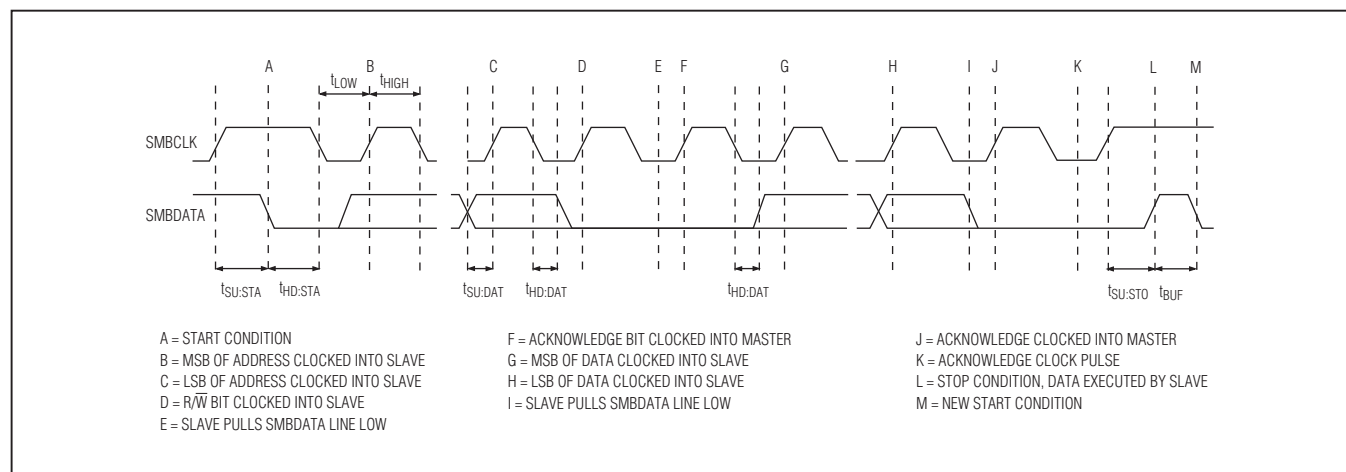 A B C D E F G H I J K L M
tLOW tHIGH
SMBCLK
SMBDATA
tSU:STA tHD:STA tSU:DAT tHD:DAT tHD:DAT tSU:STO tBUF
A = START CONDITION
B = MSB OF ADDRESS CLOCKED INTO SLAVE
C = LSB OF ADDRESS CLOCKED INTO SLAVE
D = R/W̅ BIT CLOCKED INTO SLAVE
E = SLAVE PULLS SMBDATA LINE LOW
F = ACKNOWLEDGE BIT CLOCKED INTO MASTER
G = MSB OF DATA CLOCKED INTO SLAVE
H = LSB OF DATA CLOCKED INTO SLAVE
I = SLAVE PULLS SMBDATA LINE LOW
J = ACKNOWLEDGE CLOCKED INTO MASTER
K = ACKNOWLEDGE CLOCK PULSE
L = STOP CONDITION, DATA EXECUTED BY SLAVE
M = NEW START CONDITION